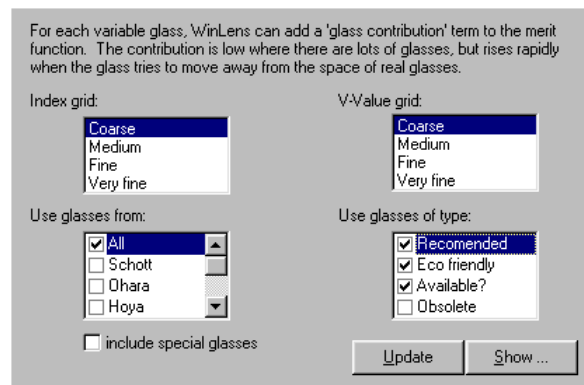 For each variable glass, WinLens can add a 'glass contribution' term to the merit
function. The contribution is low where there are lots of glasses, but rises rapidly
when the glass tries to move away from the space of real glasses.
Index grid:
Coarse
Medium
Fine
Very fine
V-Value grid:
Coarse
Medium
Fine
Very fine
Use glasses from:
All
Schott
Ohara
Hoya
include special glasses
Use glasses of type:
Recomended
Eco friendly
Available?
Obsolete
Update
Show ...